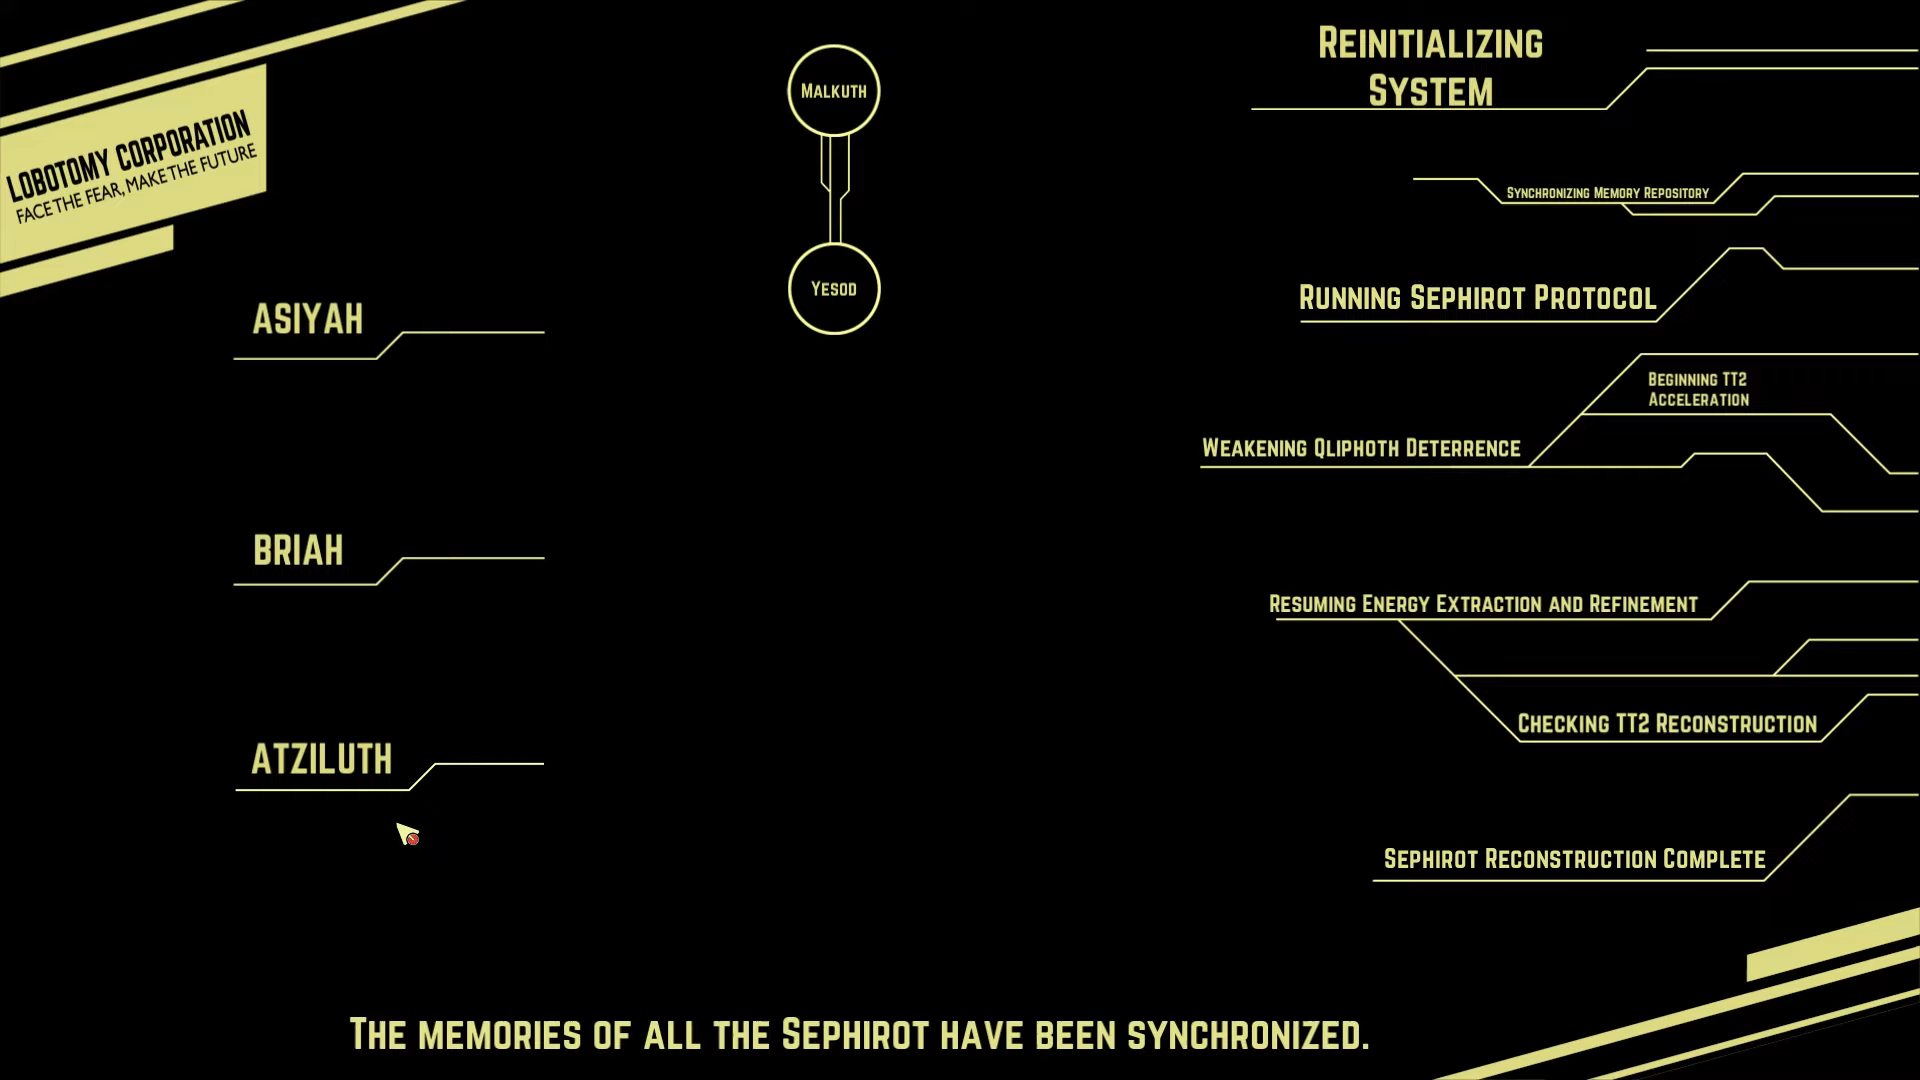 LOBOTOMY CORPORATION
FACE THE FEAR, MAKE THE FUTURE
Malkuth
Yesod
ASIYAH
BRIAH
ATZILUTH
Reinitializing
System
Synchronizing Memory Repository
Running Sephirot Protocol
Beginning TT2
Acceleration
Weakening Qliphoth Deterrence
Resuming Energy Extraction and Refinement
Checking TT2 Reconstruction
Sephirot Reconstruction Complete
The memories of all the Sephirot have been synchronized.